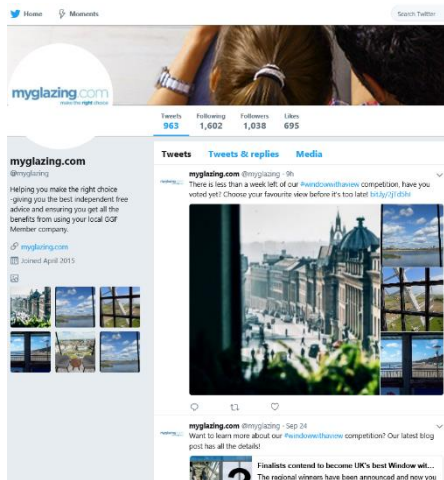 Home
Moments
Search Twitter
myglazing.com
make the right choice
Tweets
963
Following
1,602
Followers
1,038
Likes
695
myglazing.com
@myglazing
Helping you make the right choice
-giving you the best independent free
advice and ensuring you get all the
benefits from using your local GGF
Member company.
myglazing.com
Joined April 2015
Tweets
Tweets & replies
Media
myglazing.com @myglazing · 9h
There is less than a week left of our #windowwithaview competition, have you
voted yet? Choose your favourite view before it's too late!
myglazing.com @myglazing · Sep 24
Want to learn more about our #windowwithaview competition? Our latest blog
post has all the details!
Finalists contend to become UK's best Window wit...
The regional winners have been announced and now you